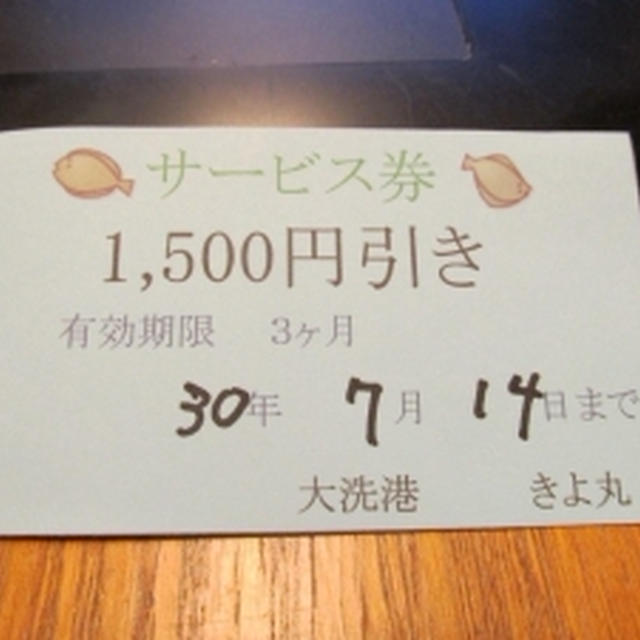 サービス券
1,500円引き
有効期限 3ヶ月
30年 7月 14日まで
大洗港 きよ丸